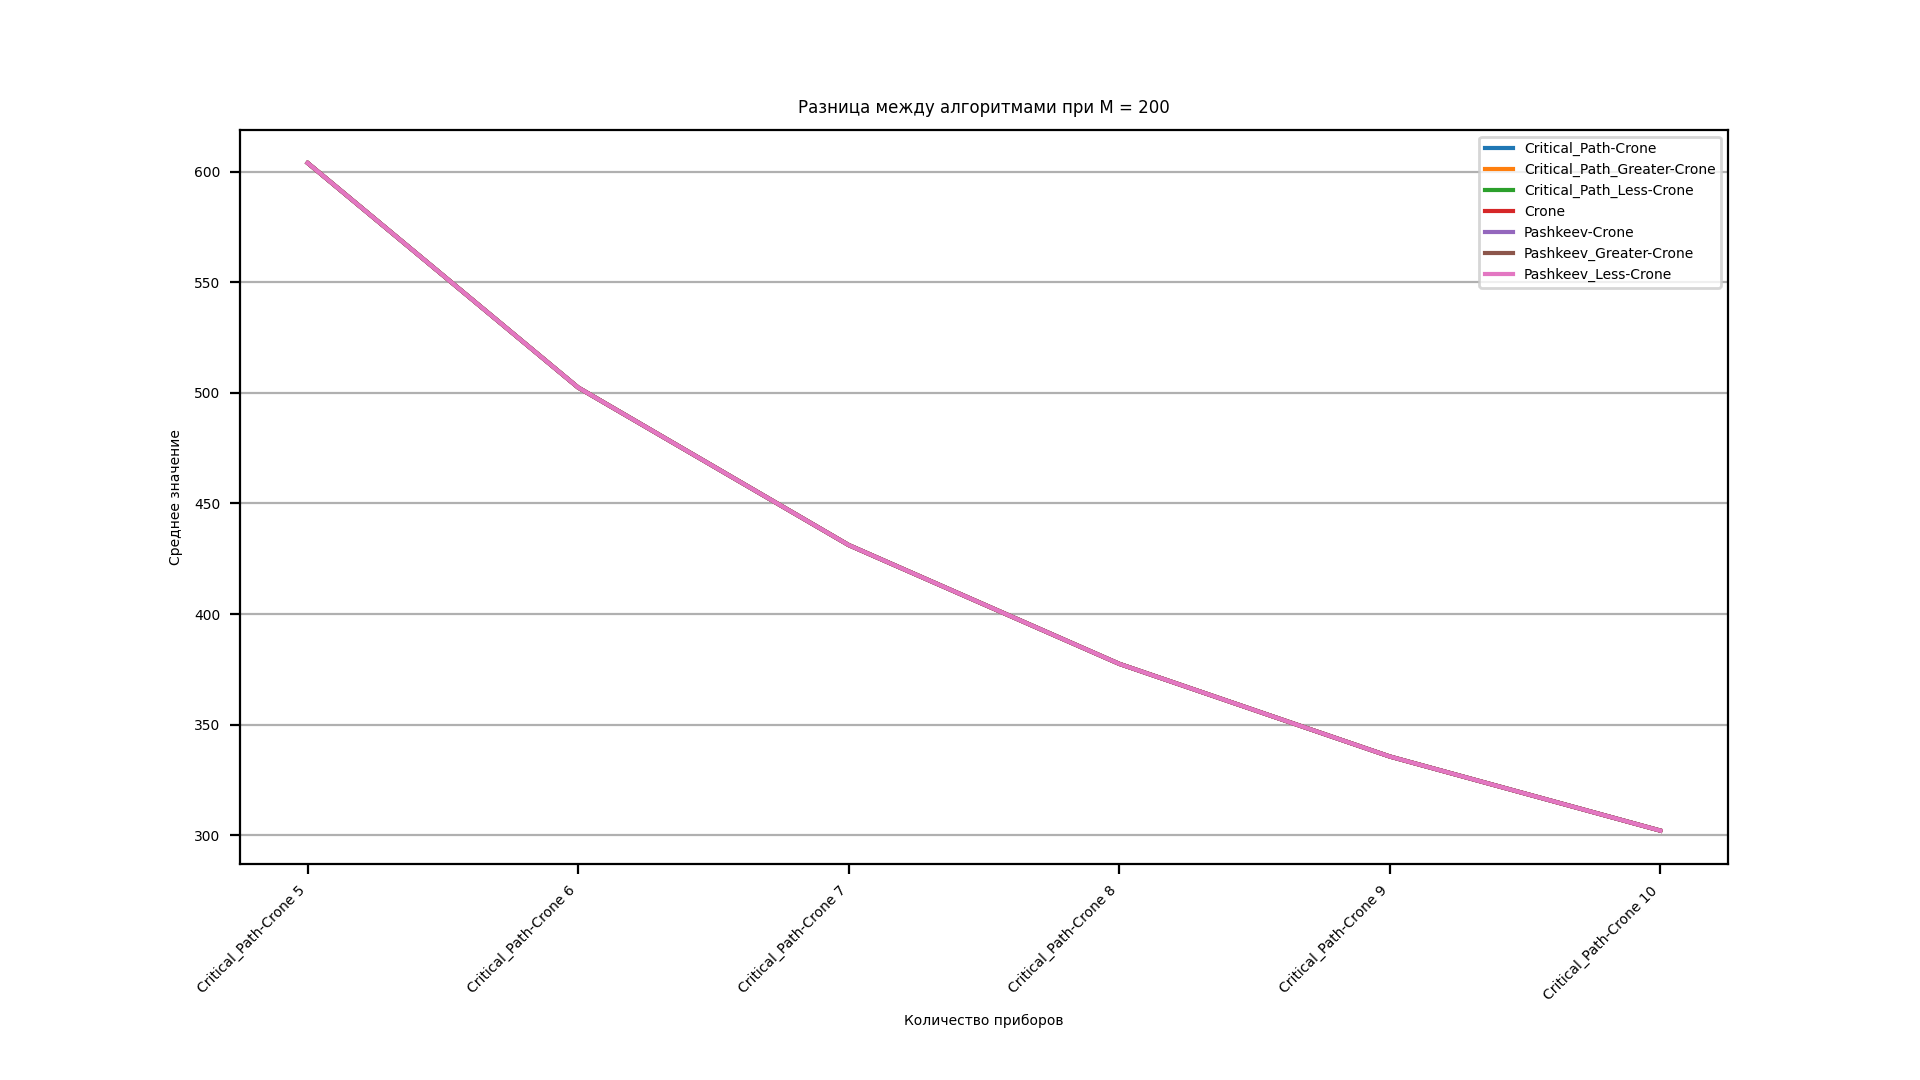 Разница между алгоритмами при M = 200
Critical_Path-Crone
Critical_Path_Greater-Crone
Critical_Path_Less-Crone
Crone
Pashkeev-Crone
Pashkeev_Greater-Crone
Pashkeev_Less-Crone
600
550
500
450
400
350
300
Среднее значение
Critical_Path-Crone 5
Critical_Path-Crone 6
Critical_Path-Crone 7
Critical_Path-Crone 8
Critical_Path-Crone 9
Critical_Path-Crone 10
Количество приборов